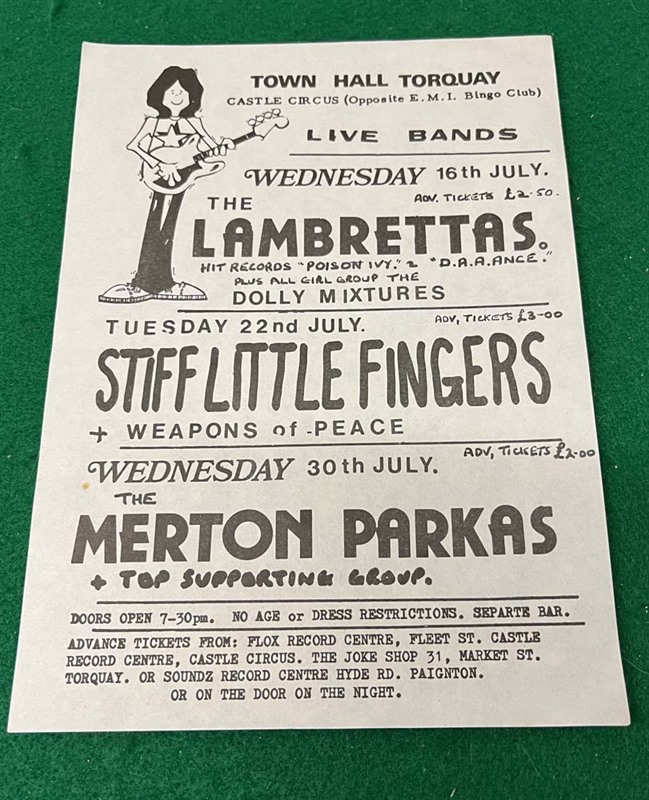 TOWN HALL TORQUAY
CASTLE CIRCUS (Opposite E.M.I. Bingo Club)
LIVE BANDS
WEDNESDAY 16th JULY.
ADV. TICKETS £2.50.
THE
LAMBRETTAS.
HIT RECORDS "POISON IVY." & "D.A.A.ANCE."
PLUS ALL GIRL GROUP THE
DOLLY MIXTURES
TUESDAY 22nd JULY.
ADV, TICKETS £3-00
STIFF LITTLE FINGERS
+ WEAPONS of -PEACE
WEDNESDAY 30th JULY.
ADV, TICKETS £2-00
THE
MERTON PARKAS
+ TOP SUPPORTING GROUP.
DOORS OPEN 7-30pm. NO AGE or DRESS RESTRICTIONS. SEPARTE BAR.
ADVANCE TICKETS FROM: FLOX RECORD CENTRE, FLEET ST. CASTLE
RECORD CENTRE, CASTLE CIRCUS. THE JOKE SHOP 31, MARKET ST.
TORQUAY. OR SOUNDZ RECORD CENTRE HYDE RD. PAIGNTON.
OR ON THE DOOR ON THE NIGHT.